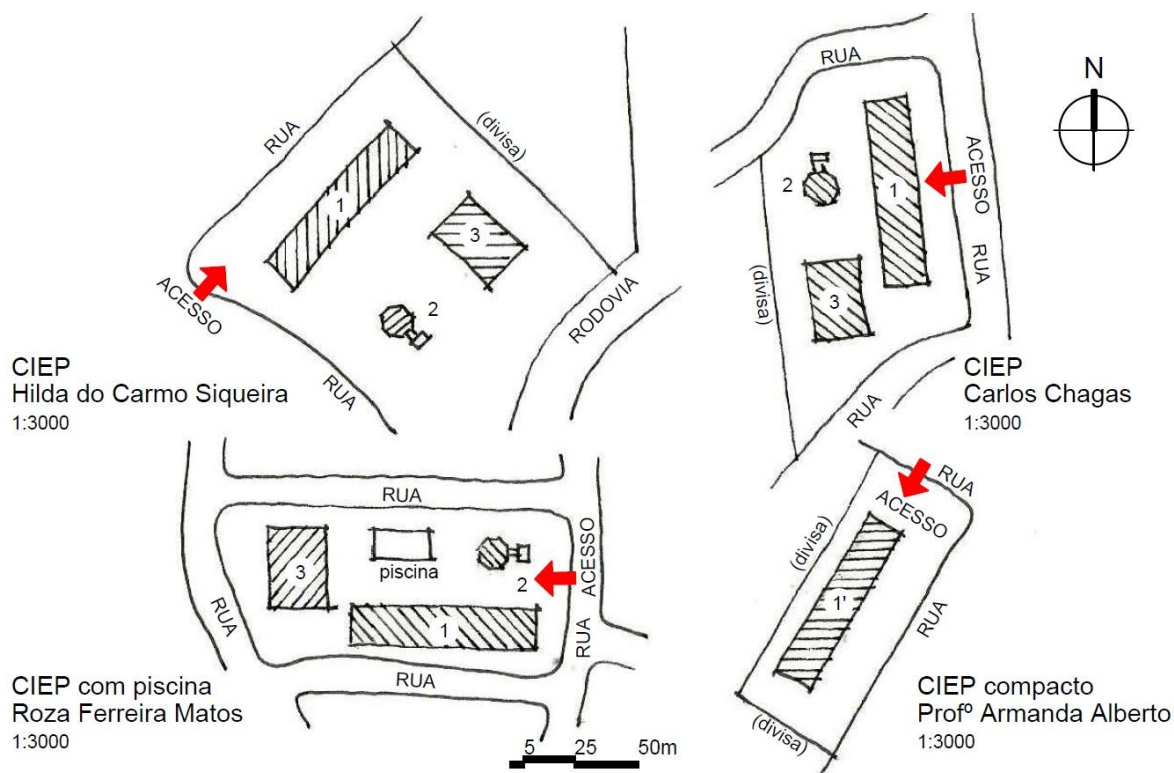 RUA
(divisa)
1
3
2
ACESSO
RUA
RODOVIA
CIEP
Hilda do Carmo Siqueira
1:3000
RUA
N
2
1
ACESSO
RUA
3
(divisa)
RUA
CIEP
Carlos Chagas
1:3000
RUA
3
piscina
2
ACESSO
1
RUA
RUA
RUA
CIEP com piscina
Roza Ferreira Matos
1:3000
5 25 50m
RUA
ACESSO
(divisa)
1'
RUA
(divisa)
CIEP compacto
Profº Armanda Alberto
1:3000